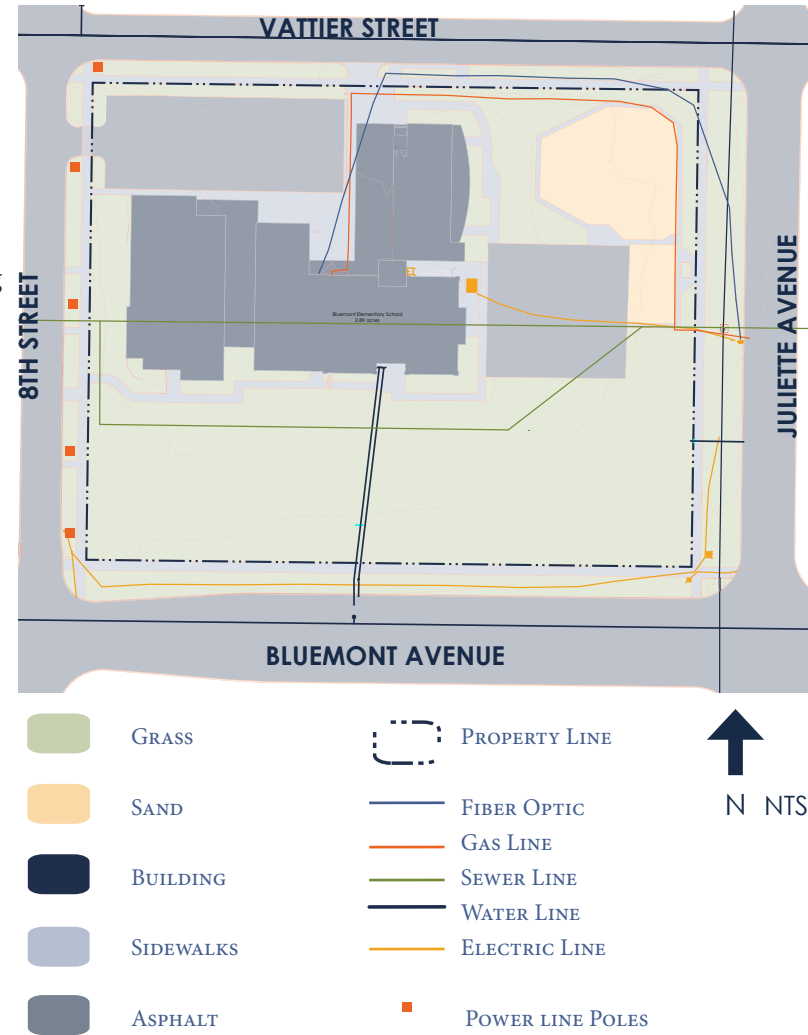 VATTIER STREET
8TH STREET
Bluemont Elementary School
2.89 acres
JULIETTE AVENUE
BLUEMONT AVENUE
GRASS
SAND
BUILDING
SIDEWALKS
ASPHALT
PROPERTY LINE
FIBER OPTIC
GAS LINE
SEWER LINE
WATER LINE
ELECTRIC LINE
POWER LINE POLES
N NTS